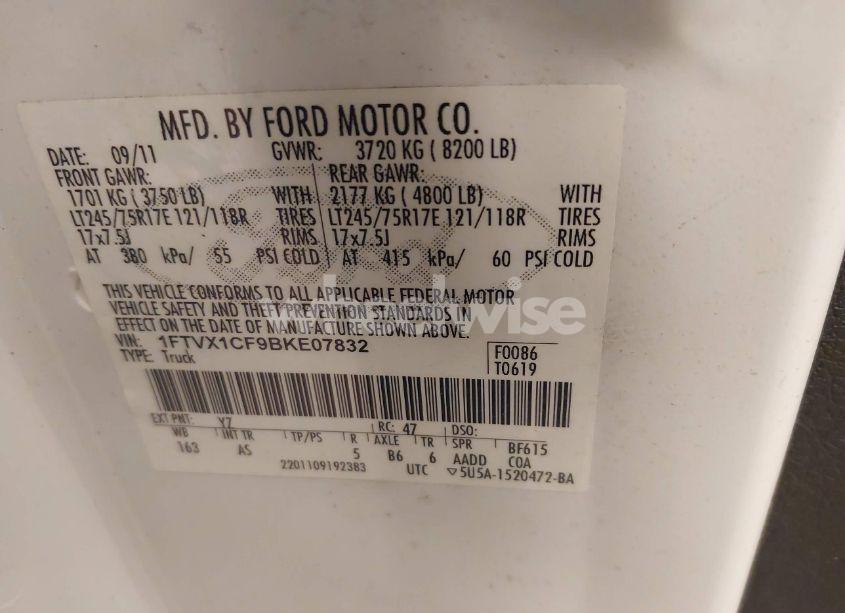 MFD. BY FORD MOTOR CO.
DATE: 09/11 GVWR: 3720 KG ( 8200 LB)
FRONT GAWR: REAR GAWR:
1701 KG ( 3750 LB) WITH 2177 KG ( 4800 LB) WITH
LT245/75R17E 121/118R TIRES LT245/75R17E 121/118R TIRES
17x7.5J RIMS 17x7.5J RIMS
AT 380 kPa/ 55 PSI COLD AT 415 kPa/ 60 PSI COLD
THIS VEHICLE CONFORMS TO ALL APPLICABLE FEDERAL MOTOR
VEHICLE SAFETY AND THEFT PREVENTION STANDARDS IN
EFFECT ON THE DATE OF MANUFACTURE SHOWN ABOVE.
VIN: 1FTVX1CF9BKE07832 F0086
TYPE: Truck T0619
EXT PNT: YZ RC: 47 DSO:
WB INT TR TP/PS R AXLE TR SPR BF615
163 AS 5 B6 6 AADD COA
2201109192383 UTC ▽5U5A-1520472-BA